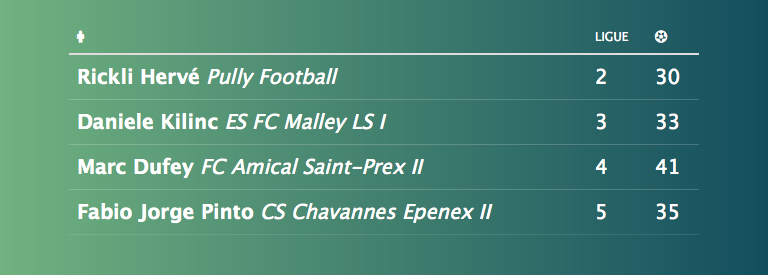 LIGUE
Rickli Hervé Pully Football 2 30
Daniele Kilinc ES FC Malley LS I 3 33
Marc Dufey FC Amical Saint-Prex II 4 41
Fabio Jorge Pinto CS Chavannes Epenex II 5 35